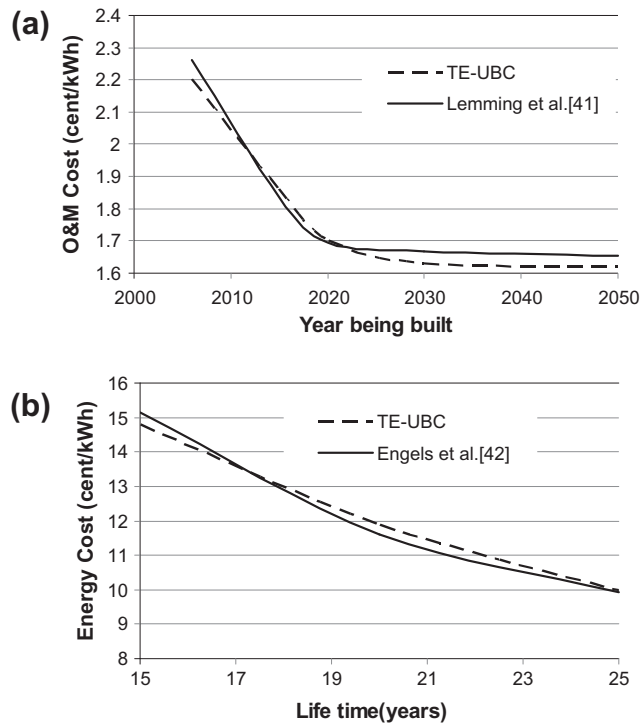 (a)
O&M Cost (cent/kWh)
2.4
2.3
2.2
2.1
2
1.9
1.8
1.7
1.6
TE-UBC
Lemming et al.[41]
2000 2010 2020 2030 2040 2050
Year being built
(b)
Energy Cost (cent/kWh)
16
15
14
13
12
11
10
9
8
TE-UBC
Engels et al.[42]
15 17 19 21 23 25
Life time(years)